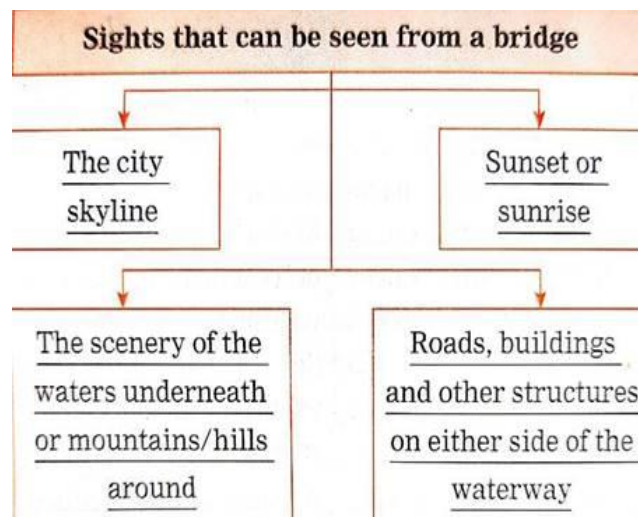 Sights that can be seen from a bridge
The city
skyline
Sunset or
sunrise
The scenery of the
waters underneath
or mountains/hills
around
Roads, buildings
and other structures
on either side of the
waterway